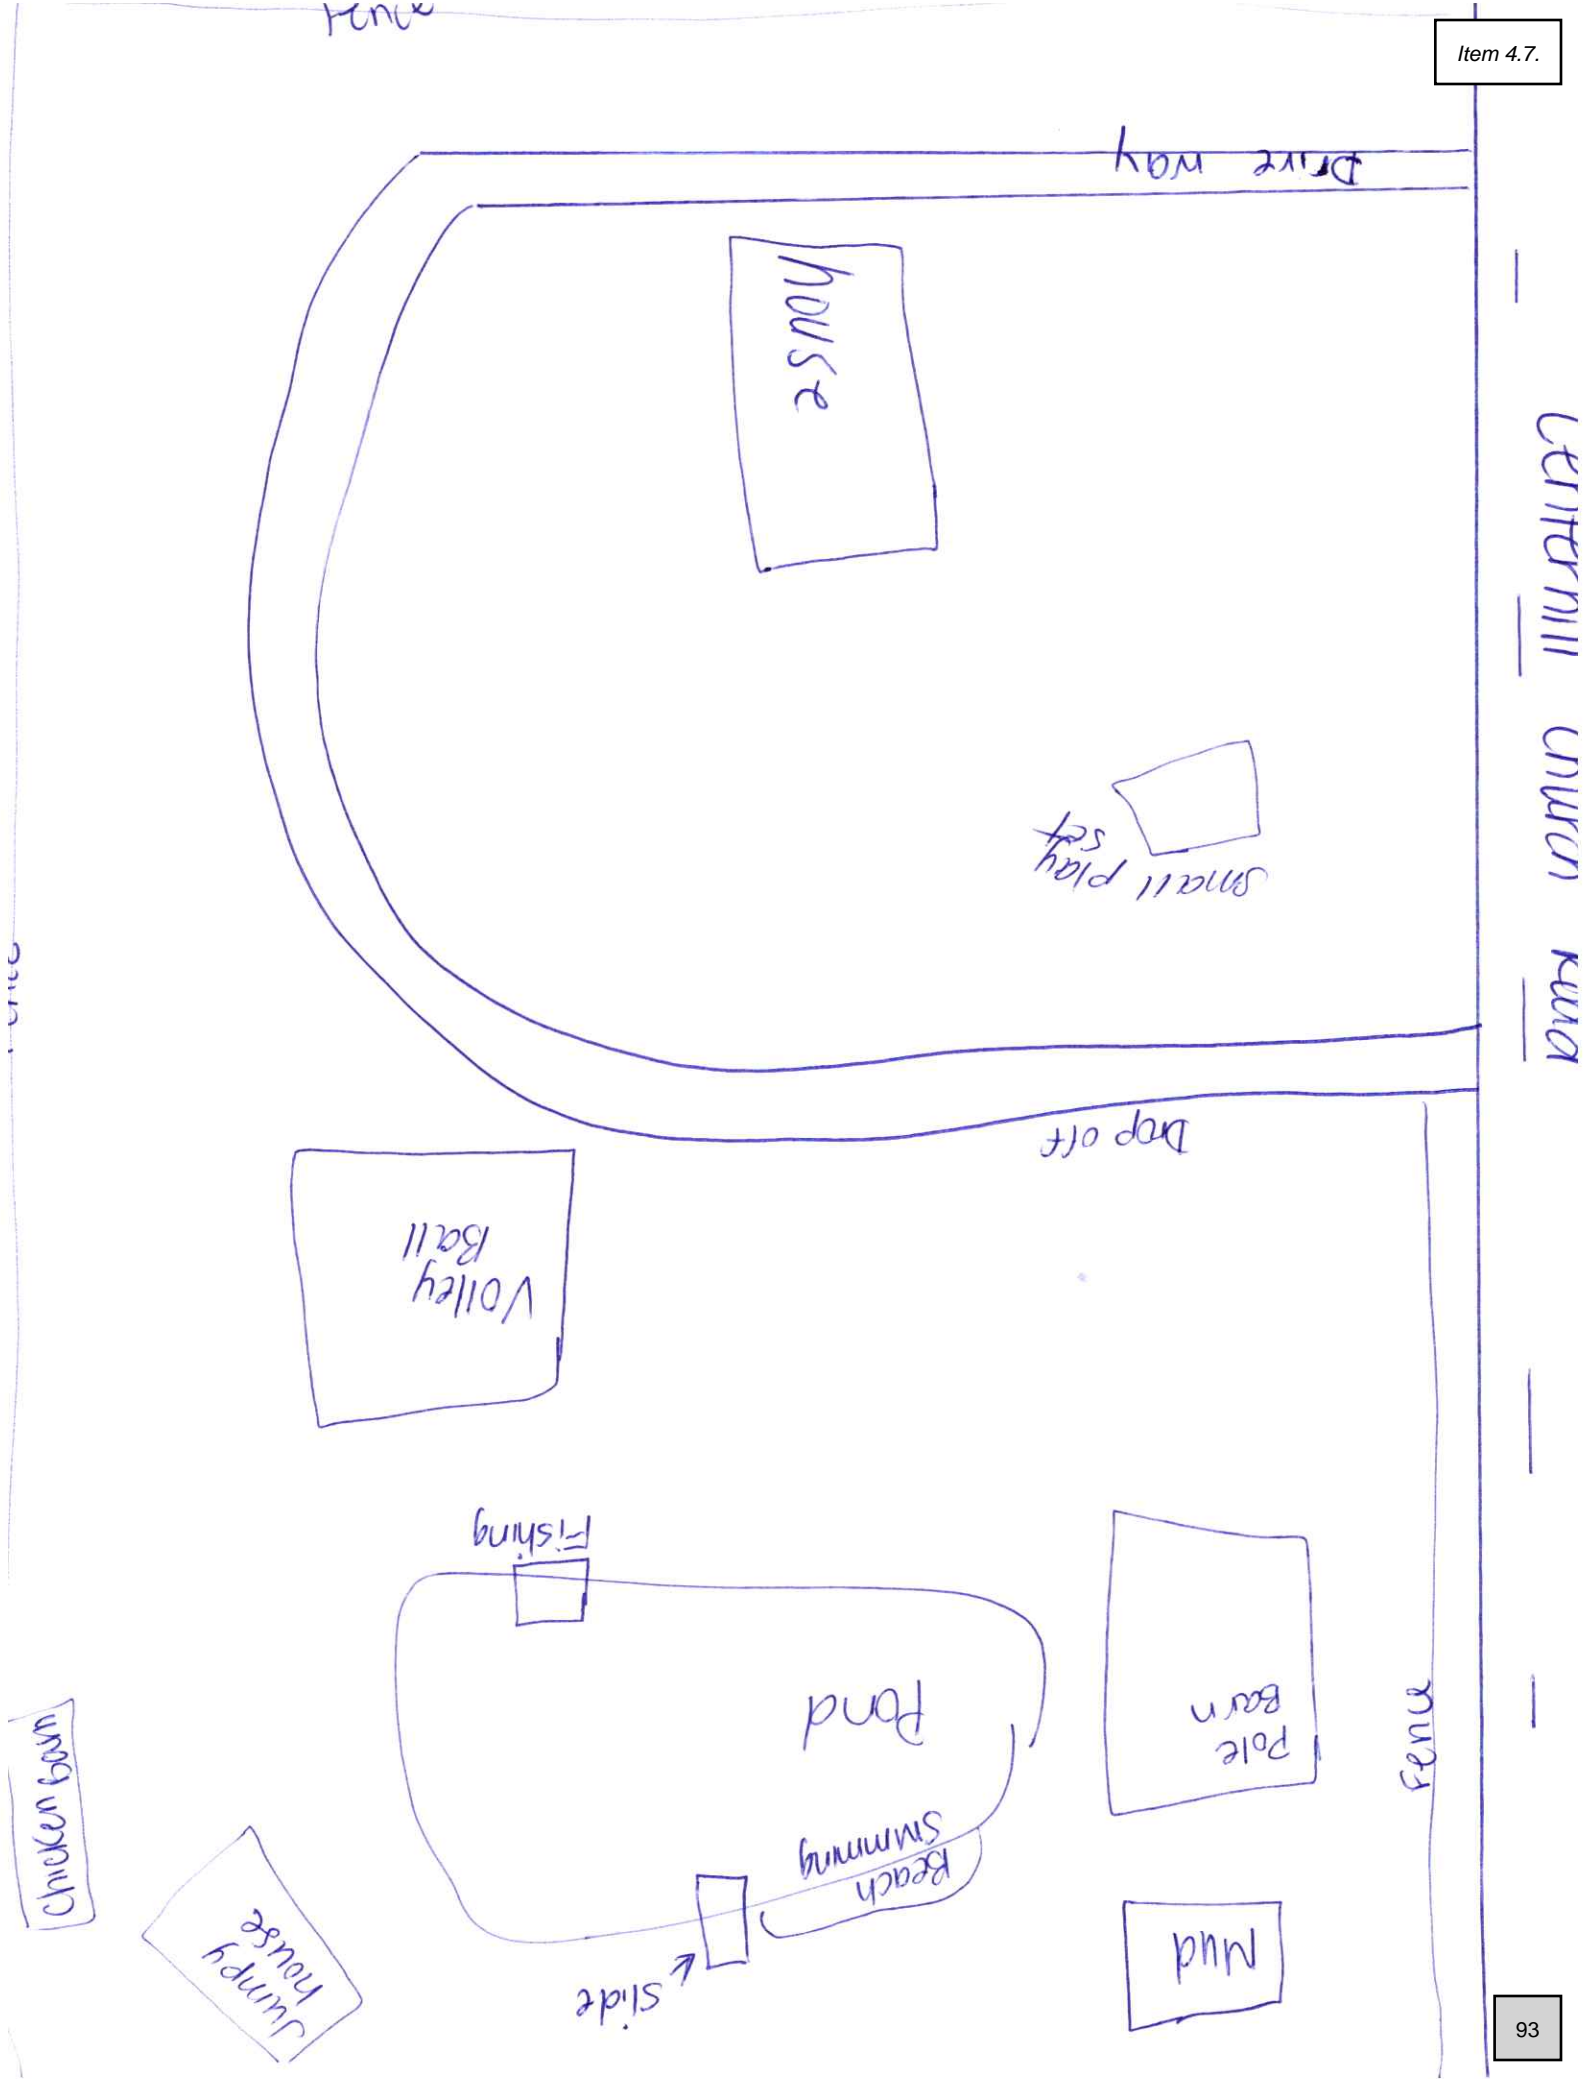 Fence
Item 4.7.
Drive way
house
Centerhill Church Road
small play
set
Drop off
Volley
Ball
Fishing
Pond
Pole
Barn
Fence
Swimming
Beach
Slide
Mud
Chicken barn
Jumpy
house
93